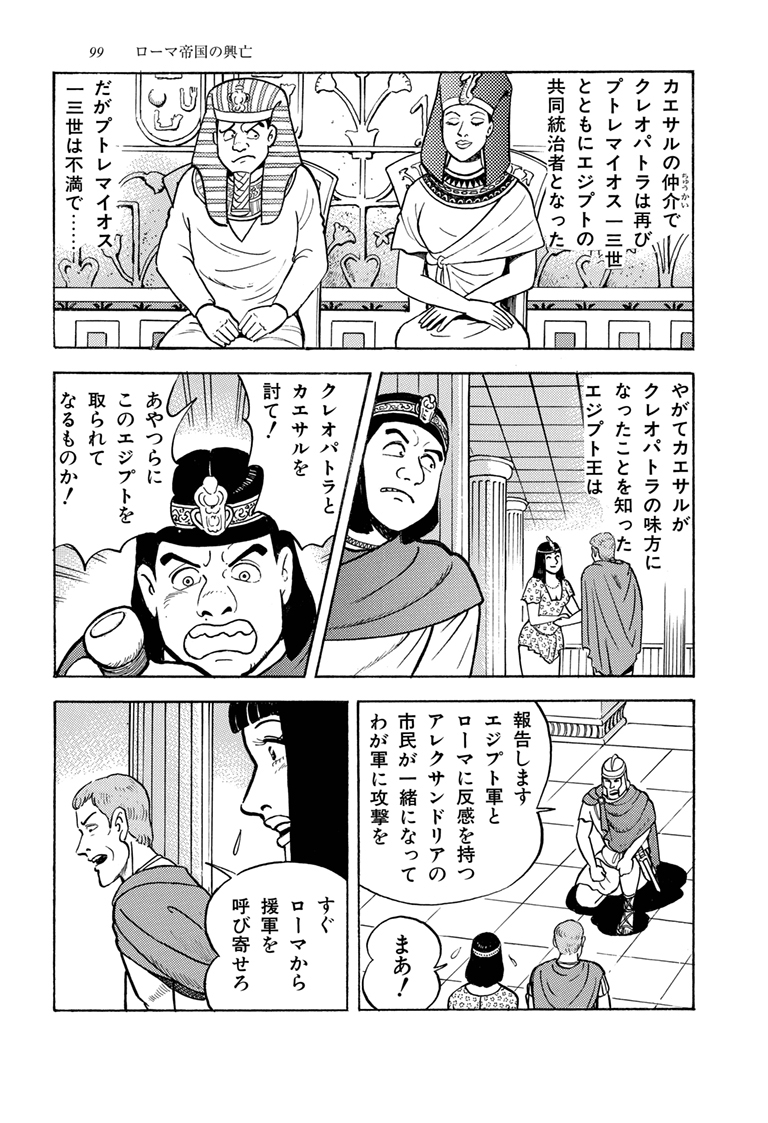 99 ローマ帝国の興亡
カエサルの仲介で
ちゅうかい
クレオパトラは再び
プトレマイオス一三世
とともにエジプトの
共同統治者となった
だがプトレマイオス
一三世は不満で………
やがてカエサルが
クレオパトラの味方に
なったことを知った
エジプト王は
クレオパトラと
カエサルを
討て！
あやつらに
このエジプトを
取られて
なるものか！
報告します
エジプト軍と
ローマに反感を持つ
アレクサンドリアの
市民が一緒になって
わが軍に攻撃を
まあ！
すぐ
ローマから
援軍を
呼び寄せろ